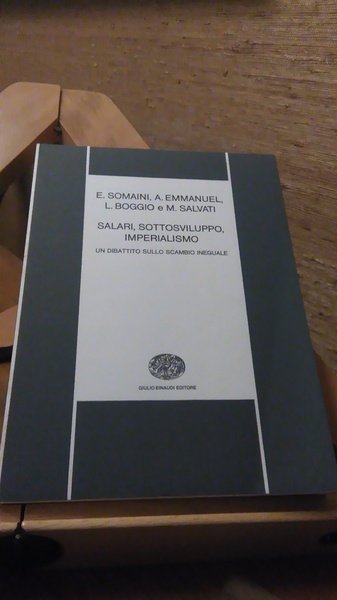 E. SOMAINI, A. EMMANUEL,
L. BOGGIO e M. SALVATI
SALARI, SOTTOSVILUPPO,
IMPERIALISMO
UN DIBATTITO SULLO SCAMBIO INEGUALE
GIULIO EINAUDI EDITORE